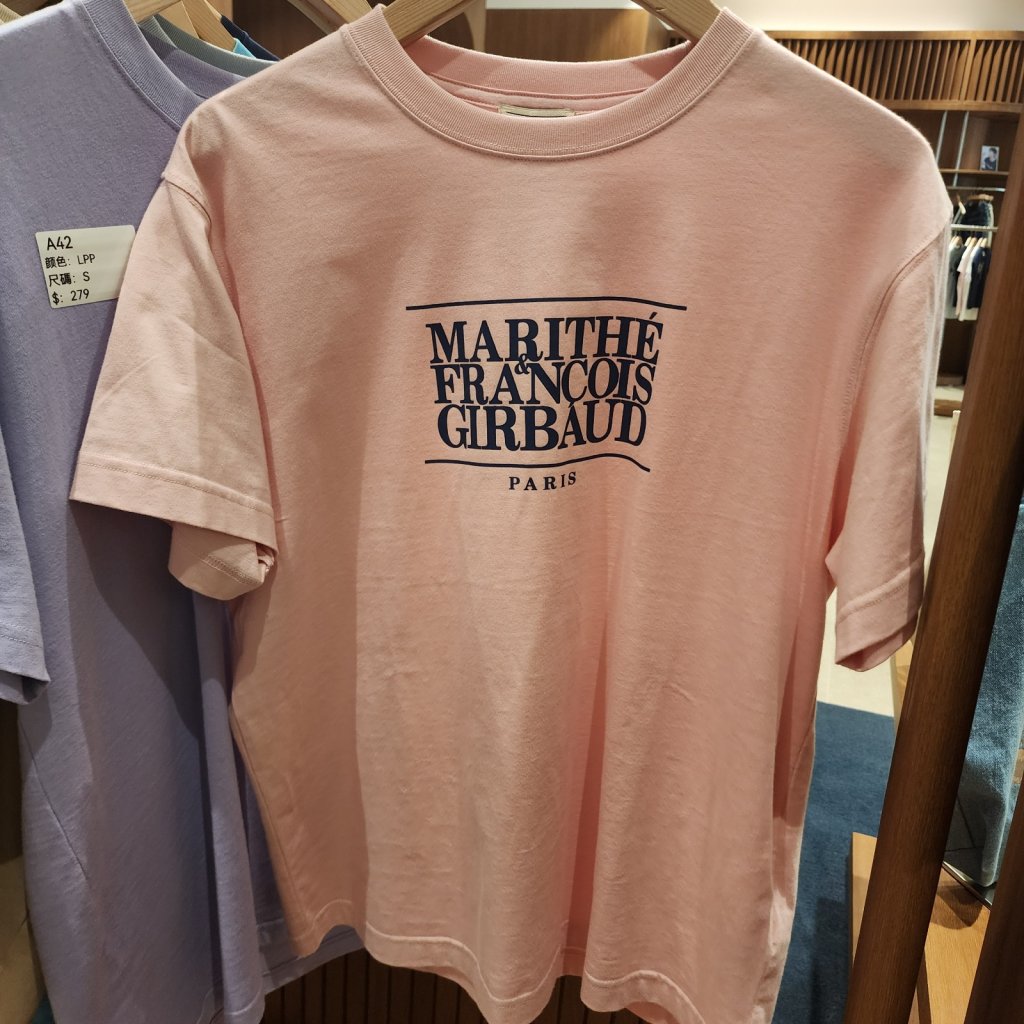 A42
颜色: LPP
尺碼: S
$: 279
MARITHÉ
&
FRANÇOIS
GIRBAUD
PARIS